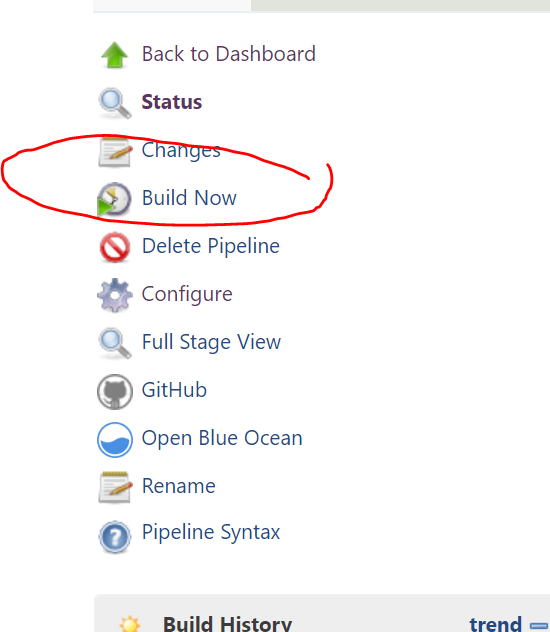 Back to Dashboard
Status
Changes
Build Now
Delete Pipeline
Configure
Full Stage View
GitHub
Open Blue Ocean
Rename
Pipeline Syntax
Build History trend